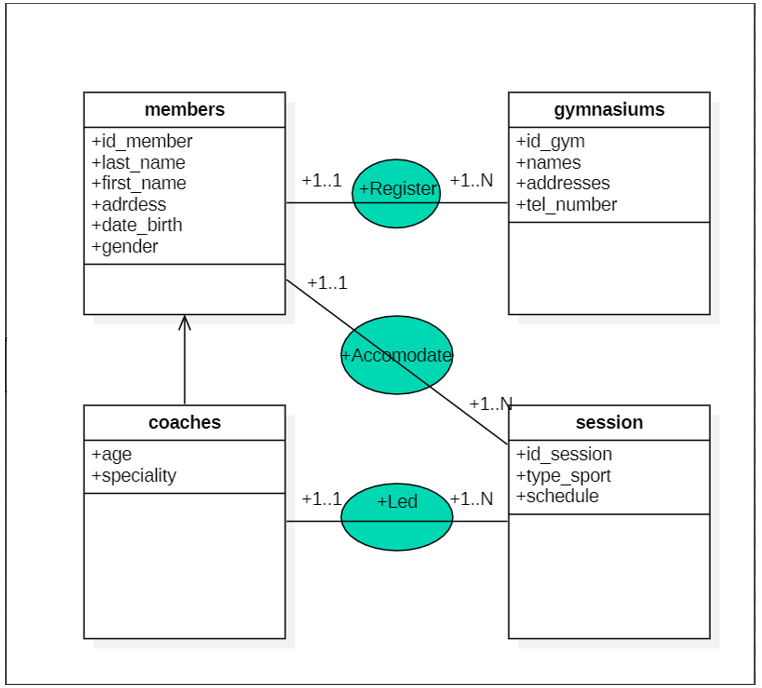 members
+id_member
+last_name
+first_name
+adrdess
+date_birth
+gender
+1..1
+Register
+1..N
gymnasiums
+id_gym
+names
+addresses
+tel_number
+1..1
+Accomodate
+1..N
coaches
+age
+speciality
+1..1
+Led
+1..N
session
+id_session
+type_sport
+schedule